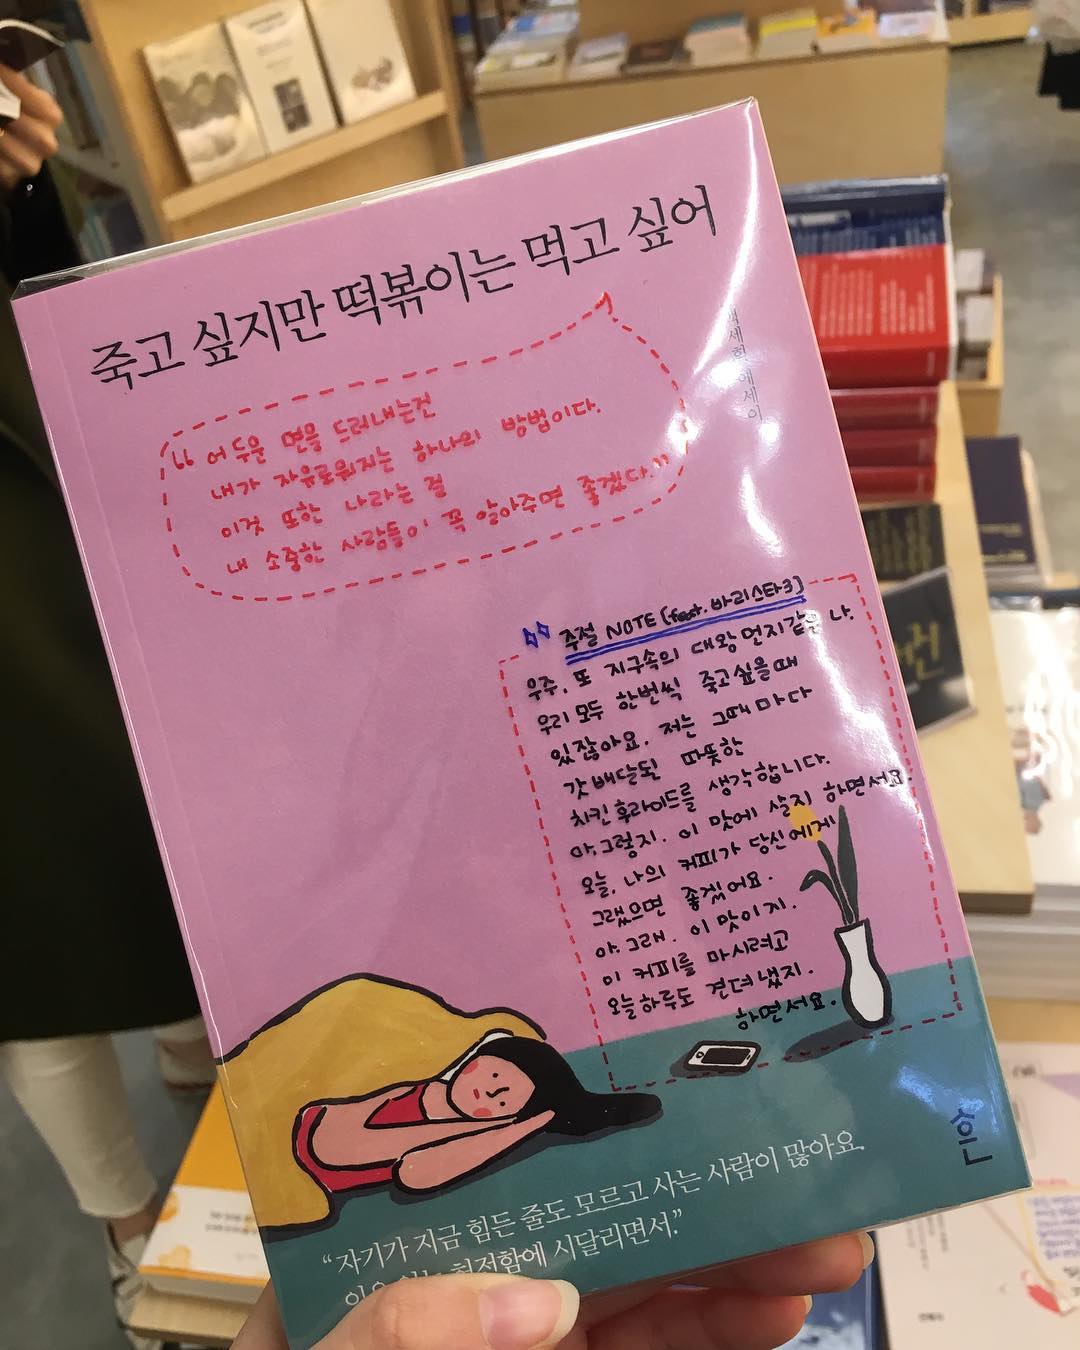 죽고 싶지만 떡볶이는 먹고 싶어
백세희 에세이
“어두운 면을 드러내는건
내가 자유로워지는 하나의 방법이다.
이것 또한 나라는 걸
내 소중한 사람들이 꼭 알아주면 좋겠다.”
주절 NOTE (feat. 바리스타3)
우주, 또 지구속의 대왕먼지같은 나.
우리 모두 한번씩 죽고싶을때
있잖아요. 저는 그때마다
갓 배달된 따뜻한
치킨 후라이드를 생각합니다.
아, 그렇지. 이 맛에 살지 하면서요.
오늘, 나의 커피가 당신에게
그랬으면 좋겠어요.
아. 그래. 이 맛이지.
이 커피를 마시려고
오늘하루도 견뎌냈지.
하면서요.
흔
“자기가 지금 힘든 줄도 모르고 사는 사람이 많아요.
허전함에 시달리면서.”